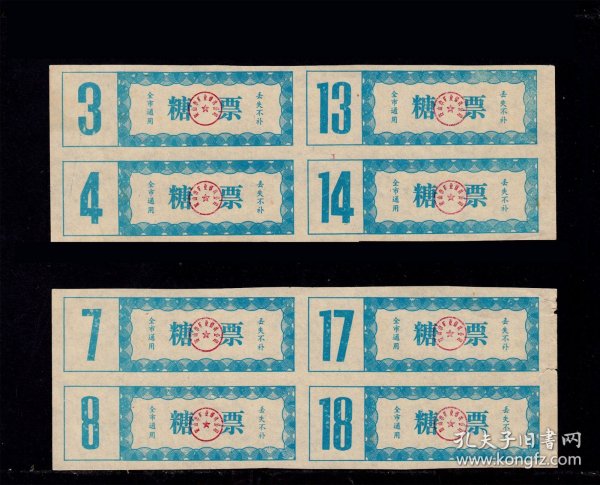 3
全市通用
糖票
丢失不补
13
全市通用
糖票
丢失不补
4
全市通用
糖票
丢失不补
14
全市通用
糖票
丢失不补
1
7
全市通用
糖票
丢失不补
17
全市通用
糖票
丢失不补
8
全市通用
糖票
丢失不补
18
全市通用
糖票
丢失不补
孔夫子旧书网
www.kongfz.com